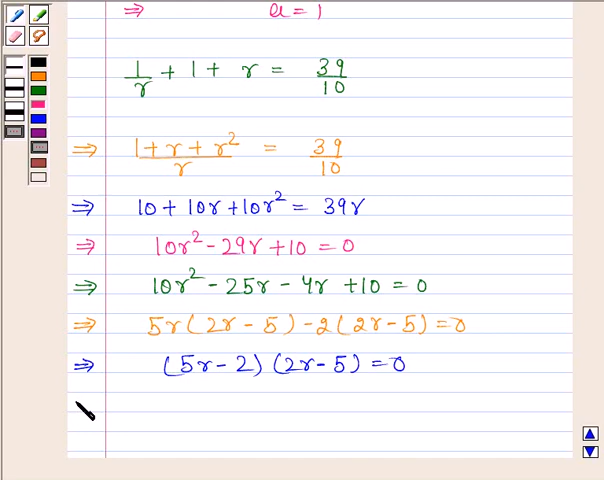 ⇒ a = 1
1/r + 1 + r = 39/10
⇒ (1 + r + r²)/r = 39/10
⇒ 10 + 10r + 10r² = 39r
⇒ 10r² - 29r + 10 = 0
⇒ 10r² - 25r - 4r + 10 = 0
⇒ 5r(2r - 5) - 2(2r - 5) = 0
⇒ (5r - 2)(2r - 5) = 0